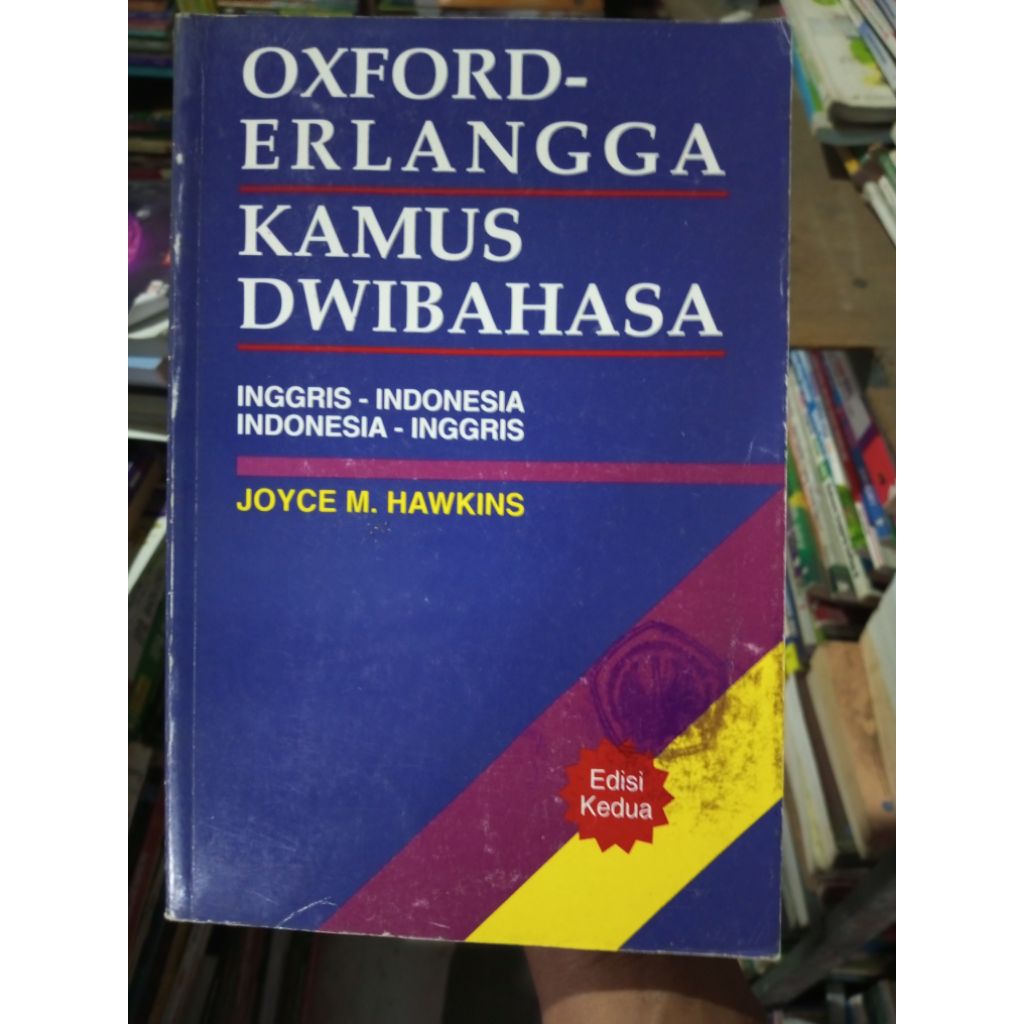 OXFORD-
ERLANGGA
KAMUS
DWIBAHASA
INGGRIS - INDONESIA
INDONESIA - INGGRIS
JOYCE M. HAWKINS
Edisi
Kedua